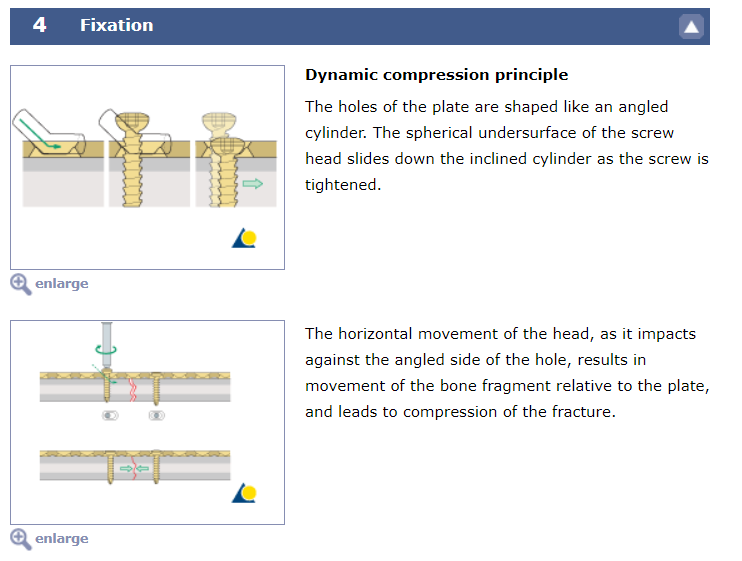 4 Fixation
Dynamic compression principle
The holes of the plate are shaped like an angled
cylinder. The spherical undersurface of the screw
head slides down the inclined cylinder as the screw is
tightened.
enlarge
The horizontal movement of the head, as it impacts
against the angled side of the hole, results in
movement of the bone fragment relative to the plate,
and leads to compression of the fracture.
enlarge